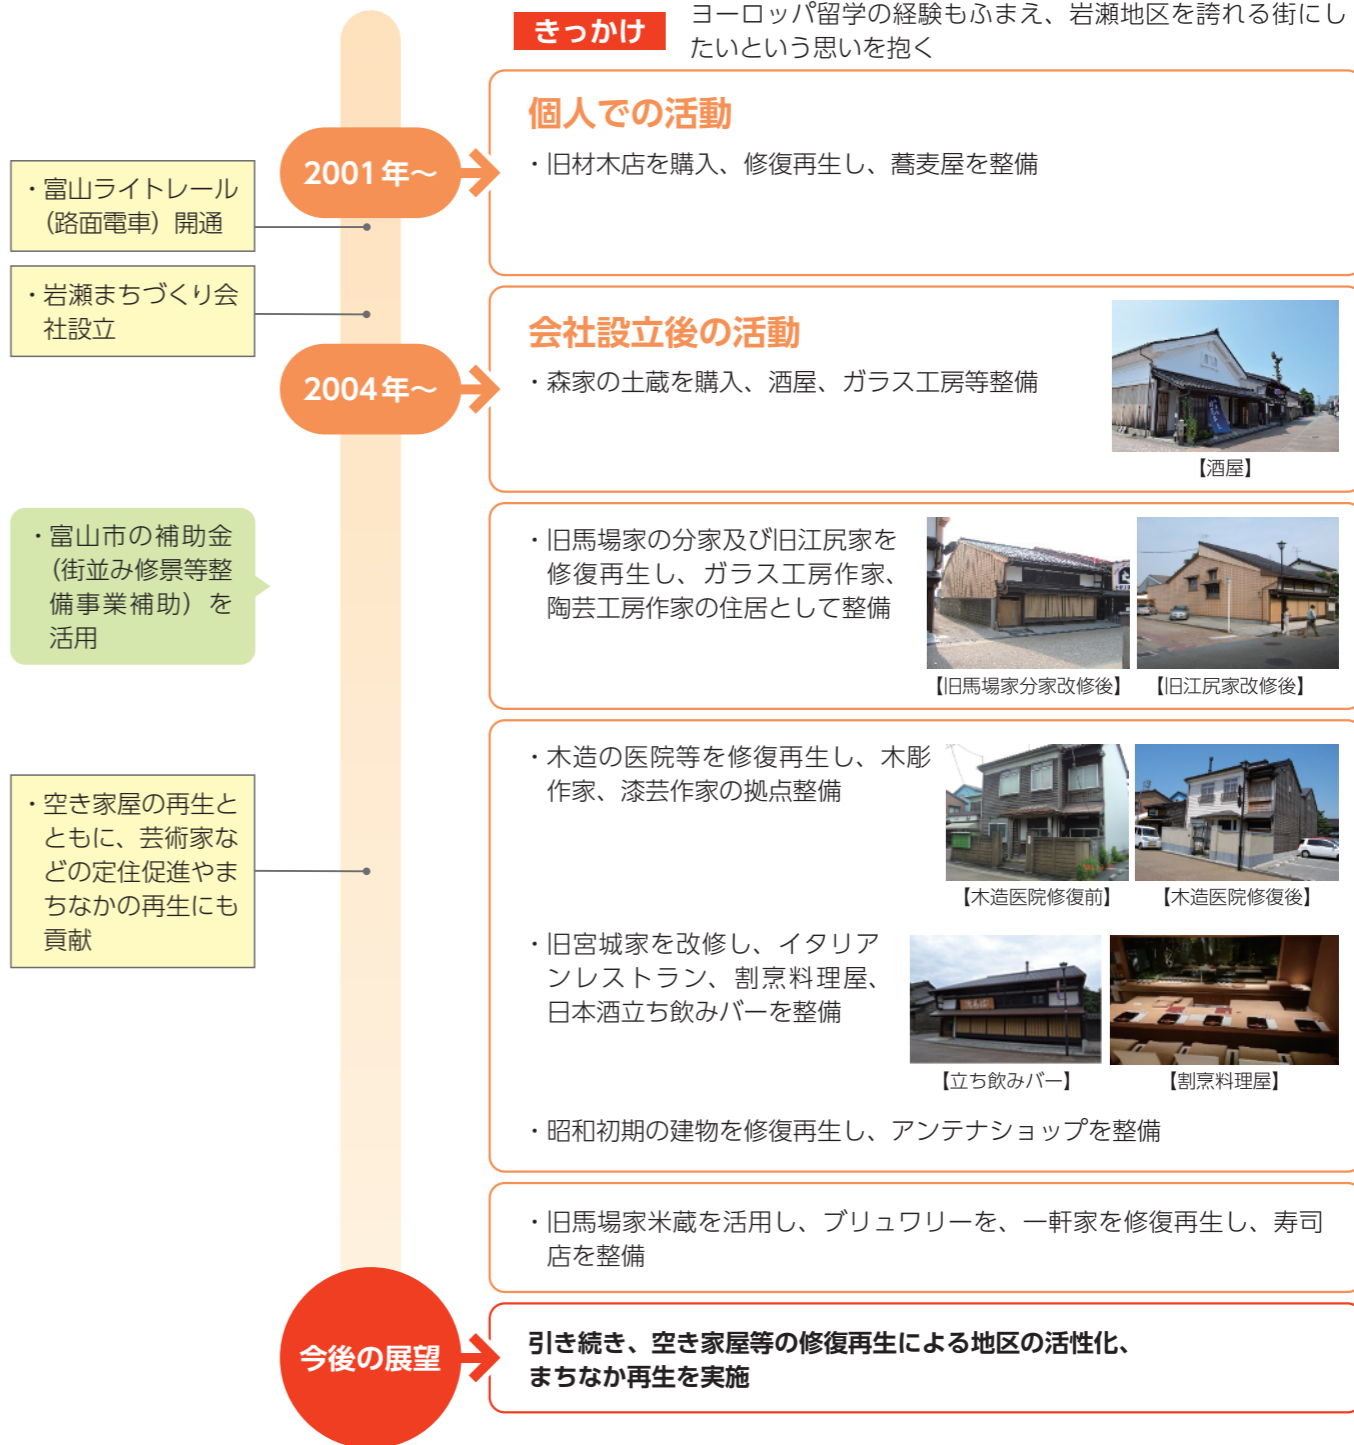 きっかけ
ヨーロッパ留学の経験もふまえ、岩瀬地区を誇れる街にし
たいという思いを抱く
2001年～
個人での活動
・旧材木店を購入、修復再生し、蕎麦屋を整備
・富山ライトレール
（路面電車）開通
・岩瀬まちづくり会
社設立
2004年～
会社設立後の活動
・森家の土蔵を購入、酒屋、ガラス工房等整備
【酒屋】
・富山市の補助金
（街並み修景等整
備事業補助）を
活用
・旧馬場家の分家及び旧江尻家を
修復再生し、ガラス工房作家、
陶芸工房作家の住居として整備
【旧馬場家分家改修後】
【旧江尻家改修後】
・空き家屋の再生と
ともに、芸術家な
どの定住促進やま
ちなかの再生にも
貢献
・木造の医院等を修復再生し、木彫
作家、漆芸作家の拠点整備
【木造医院修復前】
【木造医院修復後】
・旧宮城家を改修し、イタリア
ンレストラン、割烹料理屋、
日本酒立ち飲みバーを整備
【立ち飲みバー】
【割烹料理屋】
・昭和初期の建物を修復再生し、アンテナショップを整備
・旧馬場家米蔵を活用し、ブリュワリーを、一軒家を修復再生し、寿司
店を整備
今後の展望
引き続き、空き家屋等の修復再生による地区の活性化、
まちなか再生を実施